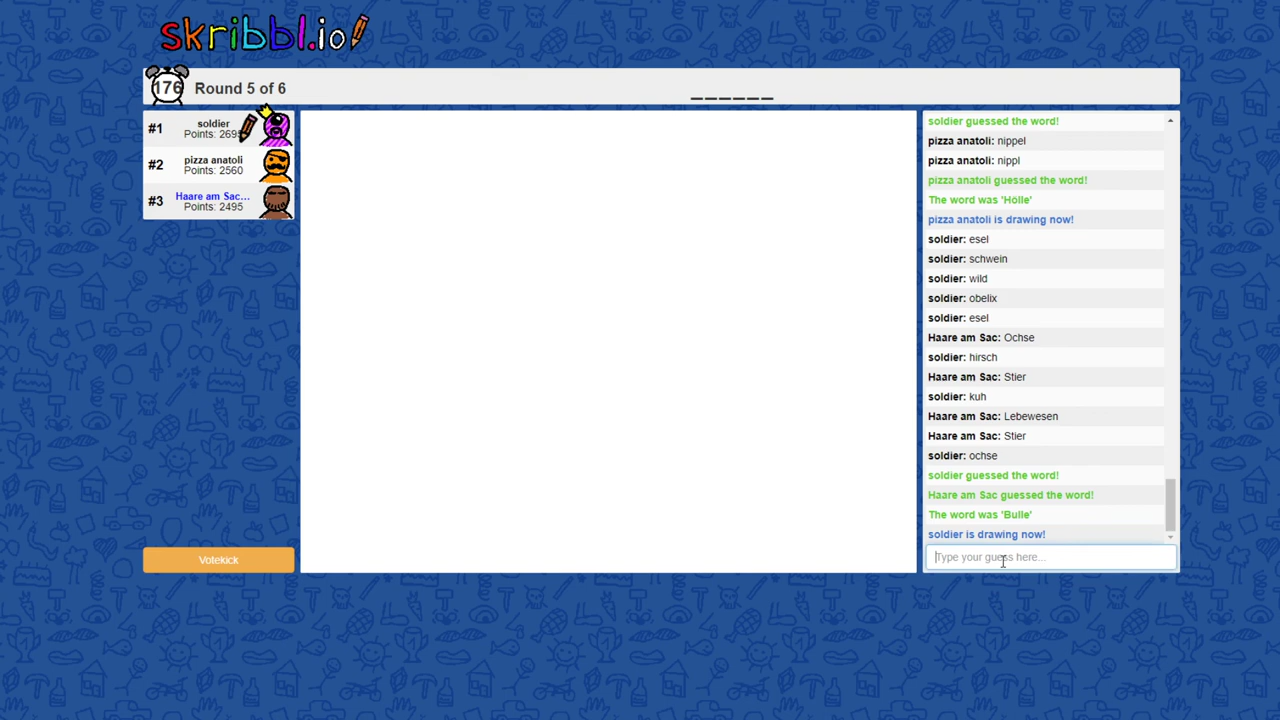 skribbl.io
176
Round 5 of 6
_ _ _ _ _ _
#1
soldier
Points: 2695
#2
pizza anatoli
Points: 2560
#3
Haare am Sac...
Points: 2495
Votekick
soldier guessed the word!
pizza anatoli: nippel
pizza anatoli: nippl
pizza anatoli guessed the word!
The word was 'Hölle'
pizza anatoli is drawing now!
soldier: esel
soldier: schwein
soldier: wild
soldier: obelix
soldier: esel
Haare am Sac: Ochse
soldier: hirsch
Haare am Sac: Stier
soldier: kuh
Haare am Sac: Lebewesen
Haare am Sac: Stier
soldier: ochse
soldier guessed the word!
Haare am Sac guessed the word!
The word was 'Bulle'
soldier is drawing now!
Type your guess here...